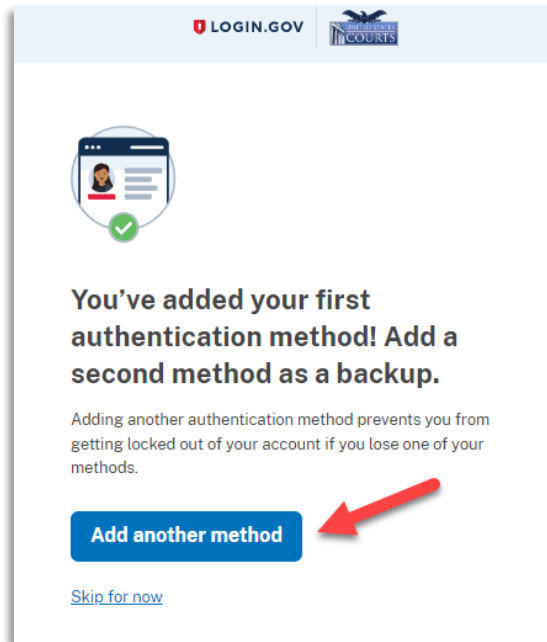 LOGIN.GOV
UNITED STATES
COURTS
You’ve added your first
authentication method! Add a
second method as a backup.
Adding another authentication method prevents you from
getting locked out of your account if you lose one of your
methods.
Add another method
Skip for now